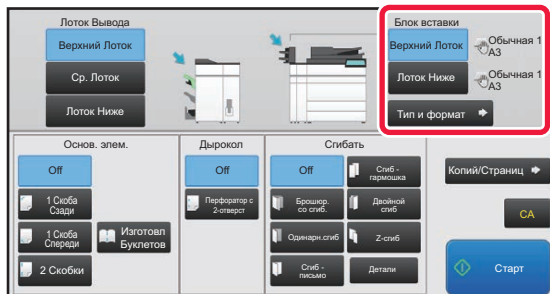 Лоток Вывода
Верхний Лоток
Ср. Лоток
Лоток Ниже
Блок вставки
Верхний Лоток
Обычная 1
A3
Лоток Ниже
Обычная 1
A3
Тип и формат
Основ. элем.
Off
1 Скоба
Сзади
1 Скоба
Спереди
2 Скобки
Изготовл
Буклетов
Дырокол
Off
Перфоратор с
2-отверст
Сгибать
Off
Сгиб -
гармошка
Брошюр.
со сгиб.
Двойной
сгиб
Одинарн.сгиб
Z-сгиб
Сгиб -
письмо
Детали
Копий/Страниц
CA
Старт